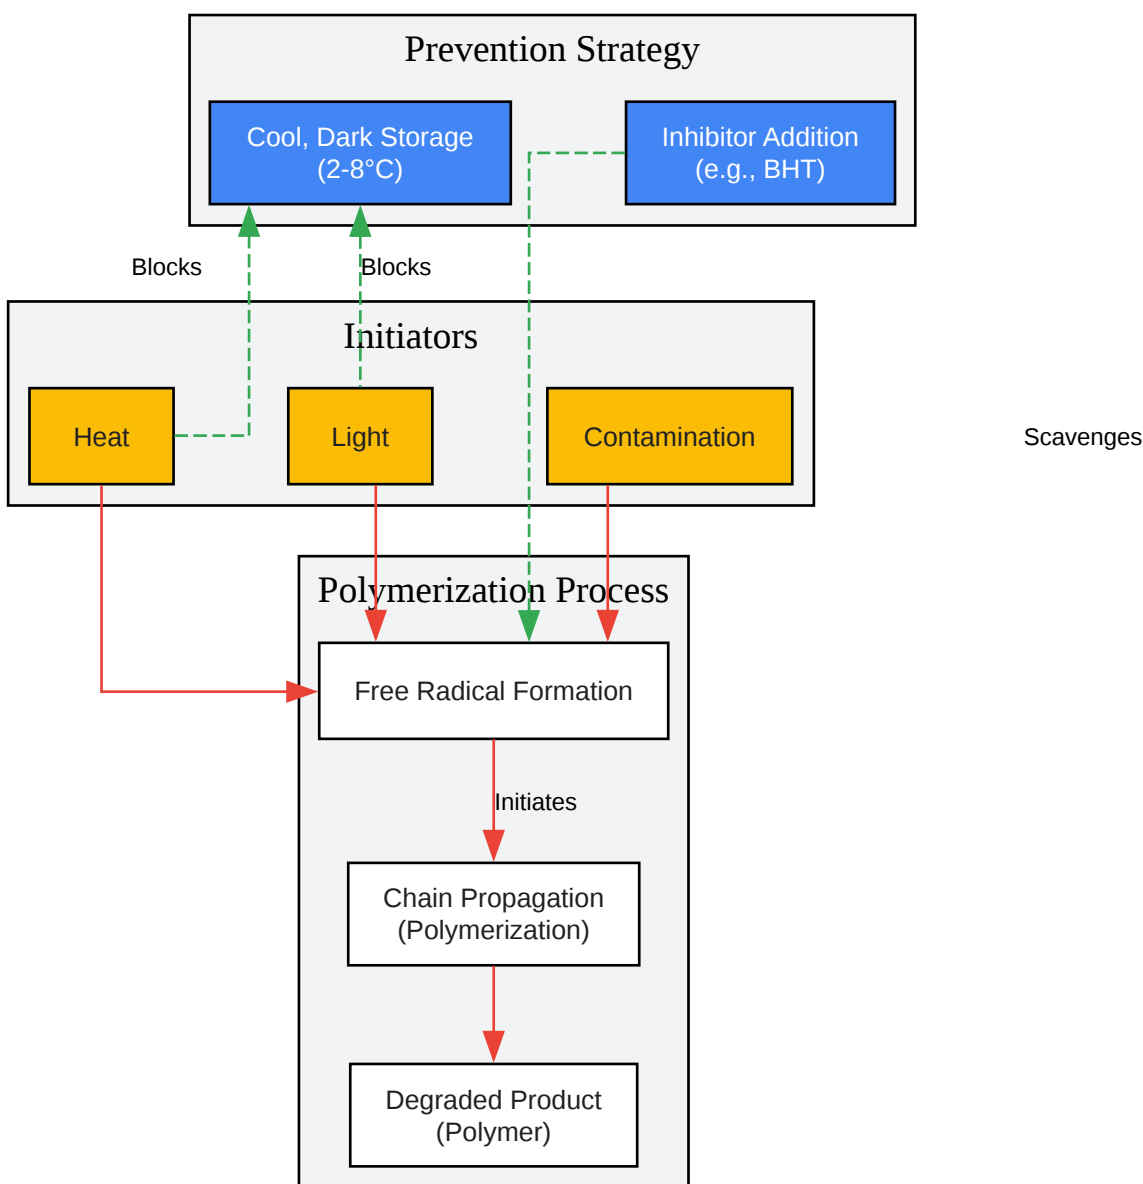 Prevention Strategy
Cool, Dark Storage
(2-8°C)
Inhibitor Addition
(e.g., BHT)
Blocks
Blocks
Initiators
Heat
Light
Contamination
Scavenges
Polymerization Process
Free Radical Formation
Initiates
Chain Propagation
(Polymerization)
Degraded Product
(Polymer)